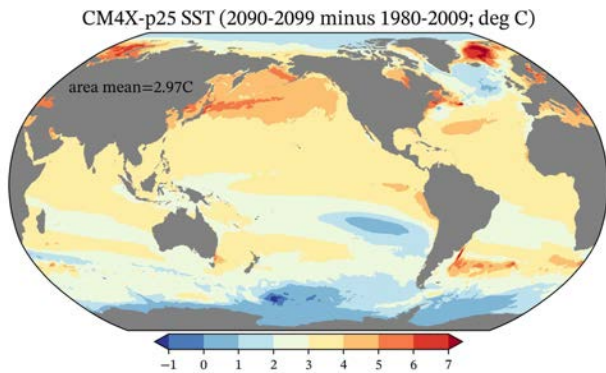 CM4X-p25 SST (2090-2099 minus 1980-2009; deg C)
area mean=2.97C
−1 0 1 2 3 4 5 6 7